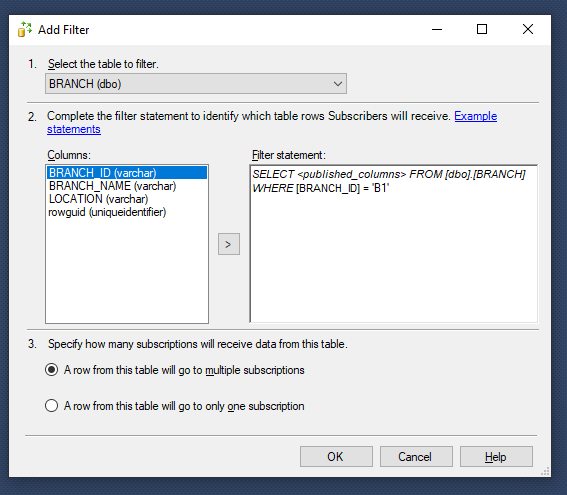 Add Filter
1. Select the table to filter.
BRANCH (dbo)
2. Complete the filter statement to identify which table rows Subscribers will receive. Example
statements
Columns:
BRANCH_ID (varchar)
BRANCH_NAME (varchar)
LOCATION (varchar)
rowguid (uniqueidentifier)
>
Filter statement:
SELECT <published_columns> FROM [dbo].[BRANCH]
WHERE [BRANCH_ID] = 'B1'
3. Specify how many subscriptions will receive data from this table.
A row from this table will go to multiple subscriptions
A row from this table will go to only one subscription
OK
Cancel
Help